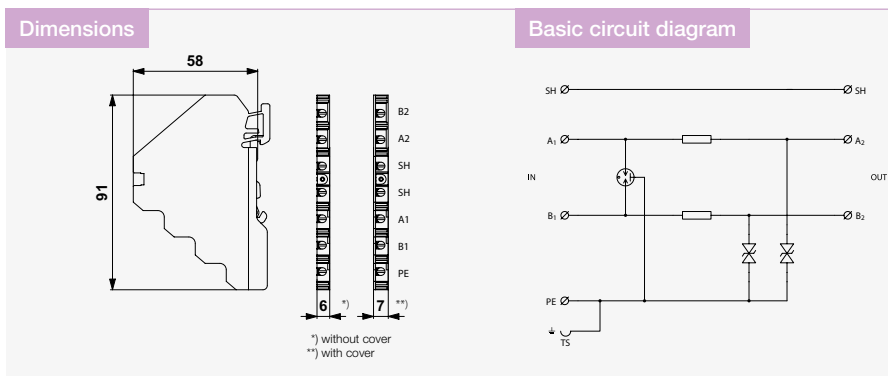 Dimensions
58
91
B2
A2
SH
SH
A1
B1
PE
6 *) 7 **)
*) without cover
**) with cover
Basic circuit diagram
SH SH
A1 A2
IN OUT
B1 B2
PE
TS